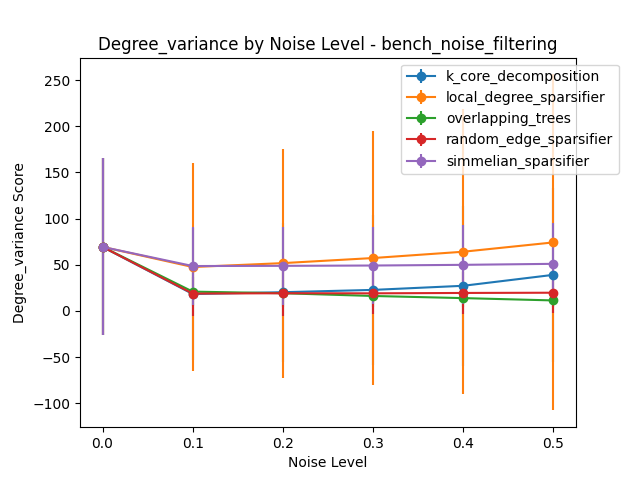 Degree_variance by Noise Level - bench_noise_filtering
k_core_decomposition
local_degree_sparsifier
overlapping_trees
random_edge_sparsifier
simmelian_sparsifier
Degree_variance Score
250
200
150
100
50
0
−50
−100
0.0 0.1 0.2 0.3 0.4 0.5
Noise Level